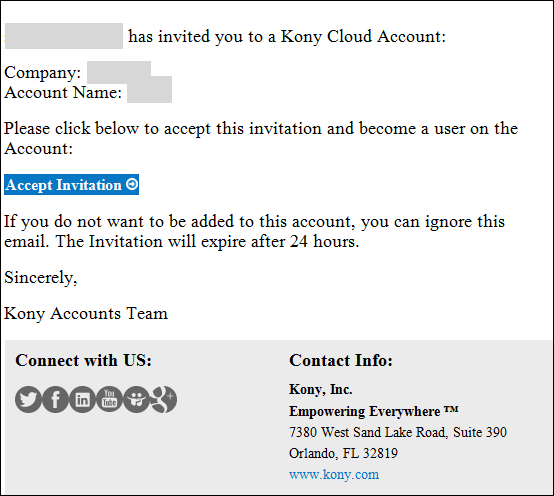 has invited you to a Kony Cloud Account:
Company:
Account Name:
Please click below to accept this invitation and become a user on the
Account:
Accept Invitation
If you do not want to be added to this account, you can ignore this
email. The Invitation will expire after 24 hours.
Sincerely,
Kony Accounts Team
Connect with US:
You Tube
Contact Info:
Kony, Inc.
Empowering Everywhere ™
7380 West Sand Lake Road, Suite 390
Orlando, FL 32819
www.kony.com